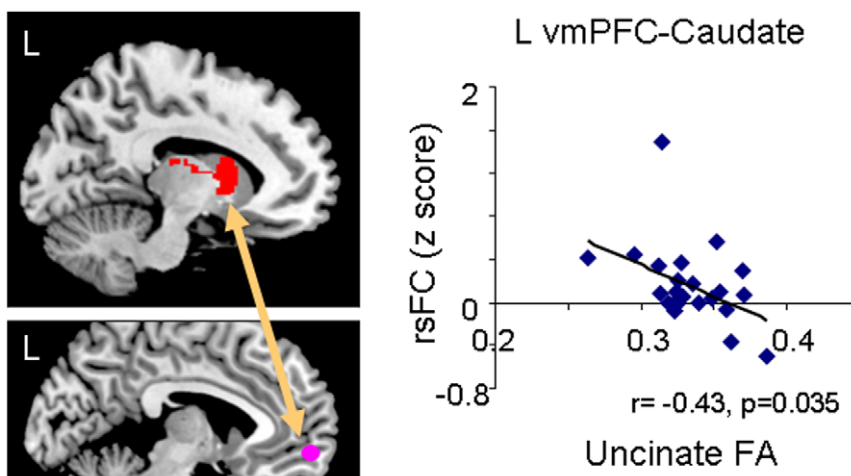 L
L
L vmPFC-Caudate
rsFC (z score)
2
0
-0.8
0.2
0.3
0.4
r= -0.43, p=0.035
Uncinate FA